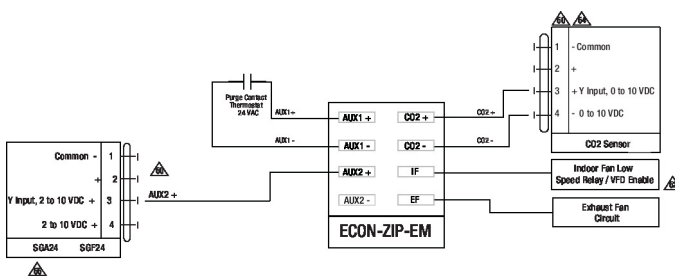 60 64
1 - Common
2 +
3 + Y Input, 0 to 10 VDC
4 - 0 to 10 VDC
CO2 Sensor
Purge Contact
Thermostat
24 VAC
AUX1+
AUX1 -
AUX1 + CO2 +
AUX1 - CO2 -
AUX2 + IF
AUX2 - EF
ECON-ZIP-EM
CO2 +
CO2 -
Indoor Fan Low
Speed Relay / VFD Enable
Exhaust Fan
Circuit
Common - 1
+ 2
Y Input, 2 to 10 VDC + 3
2 to 10 VDC + 4
SGA24 SGF24
60
AUX2 +